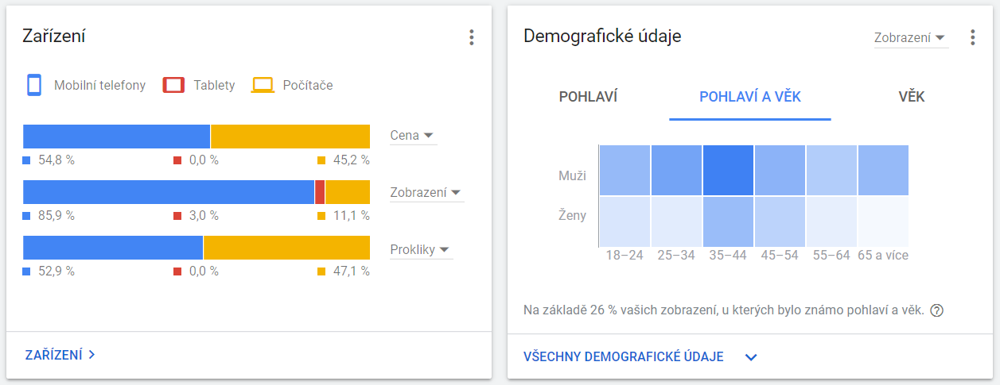 Zařízení
Mobilní telefony Tablety Počítače
Cena
54,8 % 0,0 % 45,2 %
Zobrazení
85,9 % 3,0 % 11,1 %
Prokliky
52,9 % 0,0 % 47,1 %
ZAŘÍZENÍ
Demografické údaje
Zobrazení
POHLAVÍ POHLAVÍ A VĚK VĚK
Muži
Ženy
18–24 25–34 35–44 45–54 55–64 65 a více
Na základě 26 % vašich zobrazení, u kterých bylo známo pohlaví a věk. ?
VŠECHNY DEMOGRAFICKÉ ÚDAJE